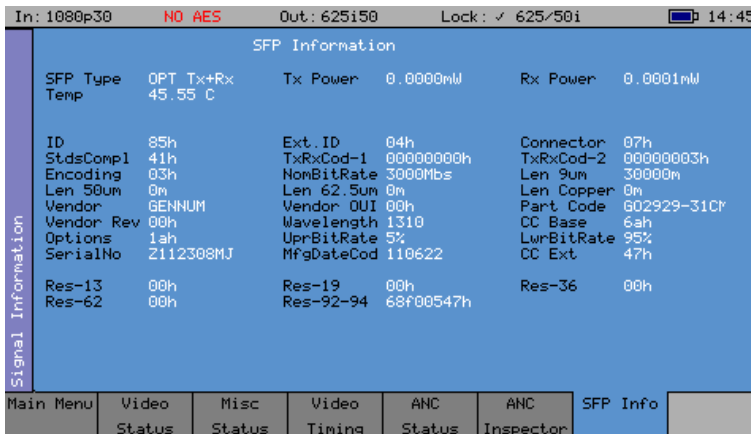 In: 1080p30 NO AES Out: 625i50 Lock: ✓ 625/50i 14:45
SFP Information
SFP Type OPT Tx+Rx Tx Power 0.0000mW Rx Power 0.0001mW
Temp 45.55 C
ID 85h Ext.ID 04h Connector 07h
StdsCompl 41h TxRxCod-1 00000000h TxRxCod-2 00000003h
Encoding 03h NomBitRate 3000Mbs Len 9um 30000m
Len 50um 0m Len 62.5um 0m Len Copper 0m
Vendor GENNUM Vendor OUI 00h Part Code GO2929-31CM
Vendor Rev 00h Wavelength 1310 CC Base 6ah
Options 1ah UprBitRate 5% LwrBitRate 95%
SerialNo Z112308MJ MfgDateCod 110622 CC Ext 47h
Res-13 00h Res-19 00h Res-36 00h
Res-62 00h Res-92-94 68f00547h
Signal Information
Main Menu Video Misc Video ANC ANC SFP Info
Status Status Timing Status Inspector